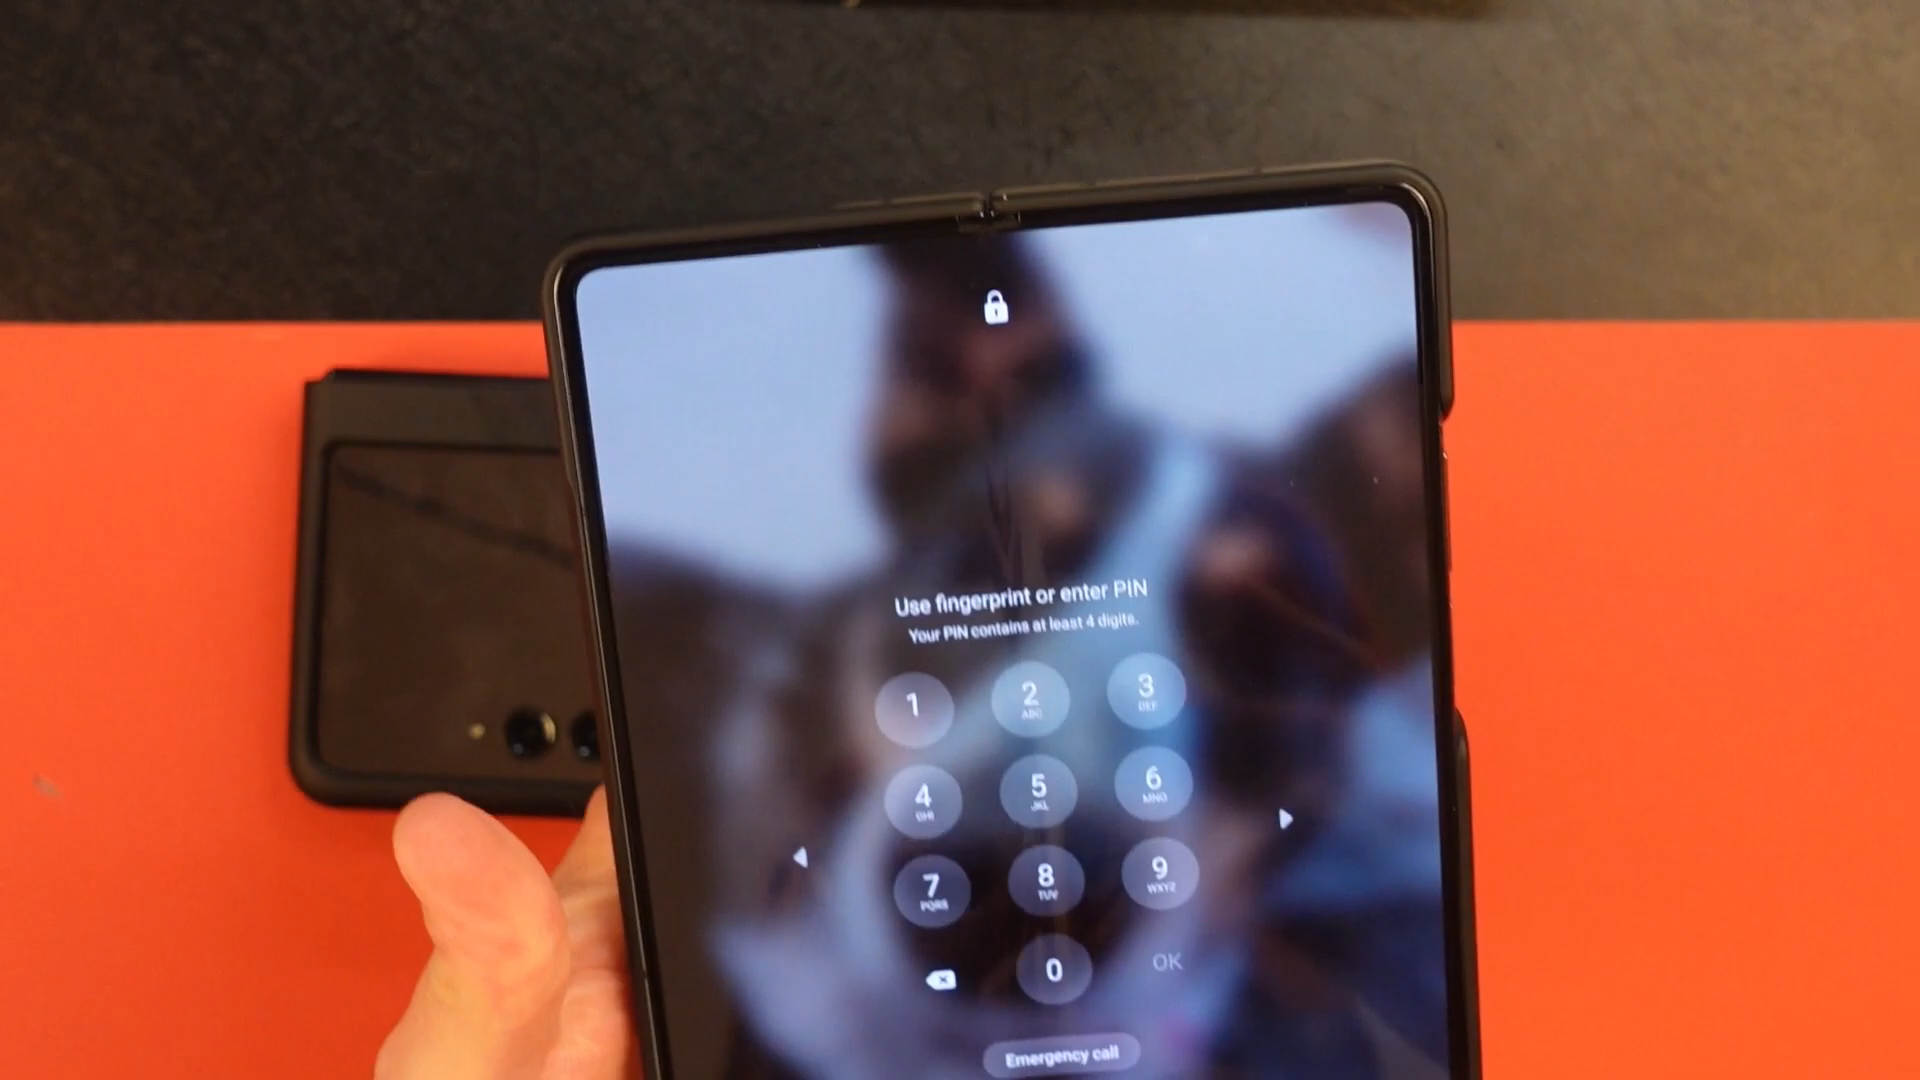 Use fingerprint or enter PIN
Your PIN contains at least 4 digits.
1 2 3
ABC DEF
4 5 6
GHI JKL MNO
7 8 9
PQRS TUV WXYZ
0 OK
Emergency call